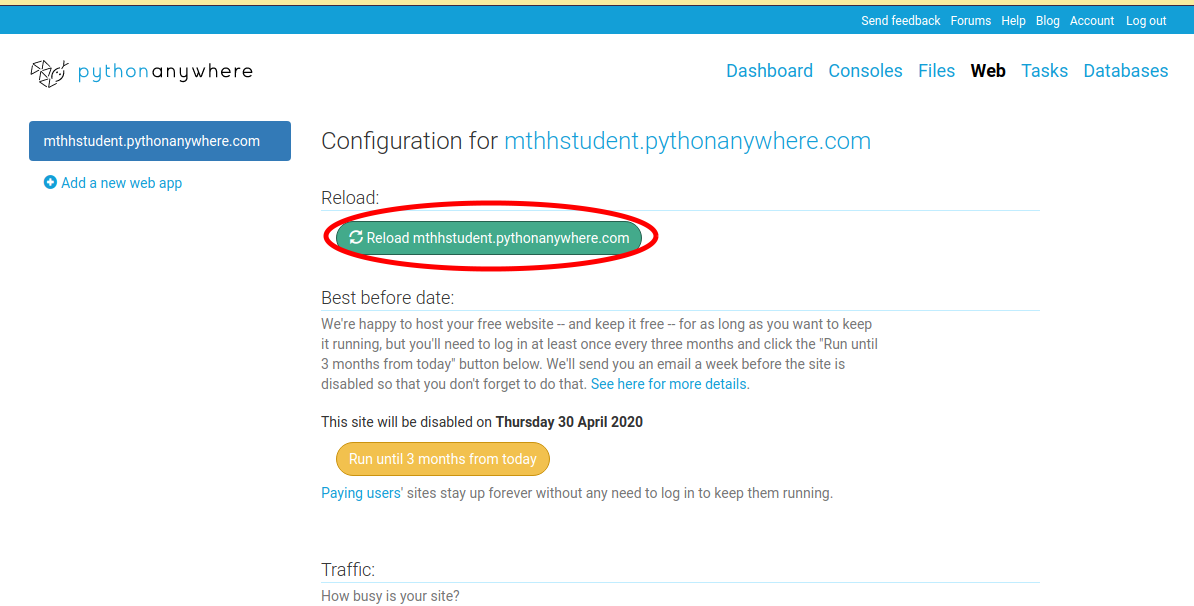 Send feedback Forums Help Blog Account Log out
pythonanywhere
Dashboard Consoles Files Web Tasks Databases
mthhstudent.pythonanywhere.com
Add a new web app
Configuration for mthhstudent.pythonanywhere.com
Reload:
Reload mthhstudent.pythonanywhere.com
Best before date:
We're happy to host your free website -- and keep it free -- for as long as you want to keep
it running, but you'll need to log in at least once every three months and click the "Run until
3 months from today" button below. We'll send you an email a week before the site is
disabled so that you don't forget to do that. See here for more details.
This site will be disabled on Thursday 30 April 2020
Run until 3 months from today
Paying users' sites stay up forever without any need to log in to keep them running.
Traffic:
How busy is your site?